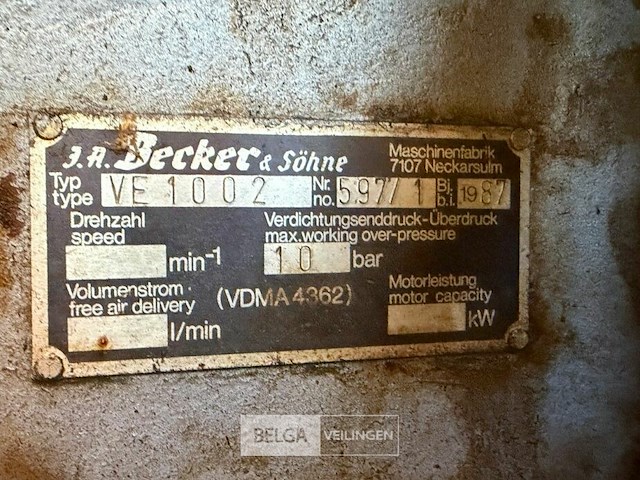 J.A. Becker & Söhne
Maschinenfabrik
7107 Neckarsulm
Typ
type
VE 1002
Nr.
no.
597/1
Bj.
b.i.
1987
Drehzahl
speed
min-1
Verdichtungsenddruck-Überdruck
max.working over-pressure
10 bar
Volumenstrom
free air delivery
(VDMA 4362)
l/min
Motorleistung
motor capacity
kW
BELGA VEILINGEN